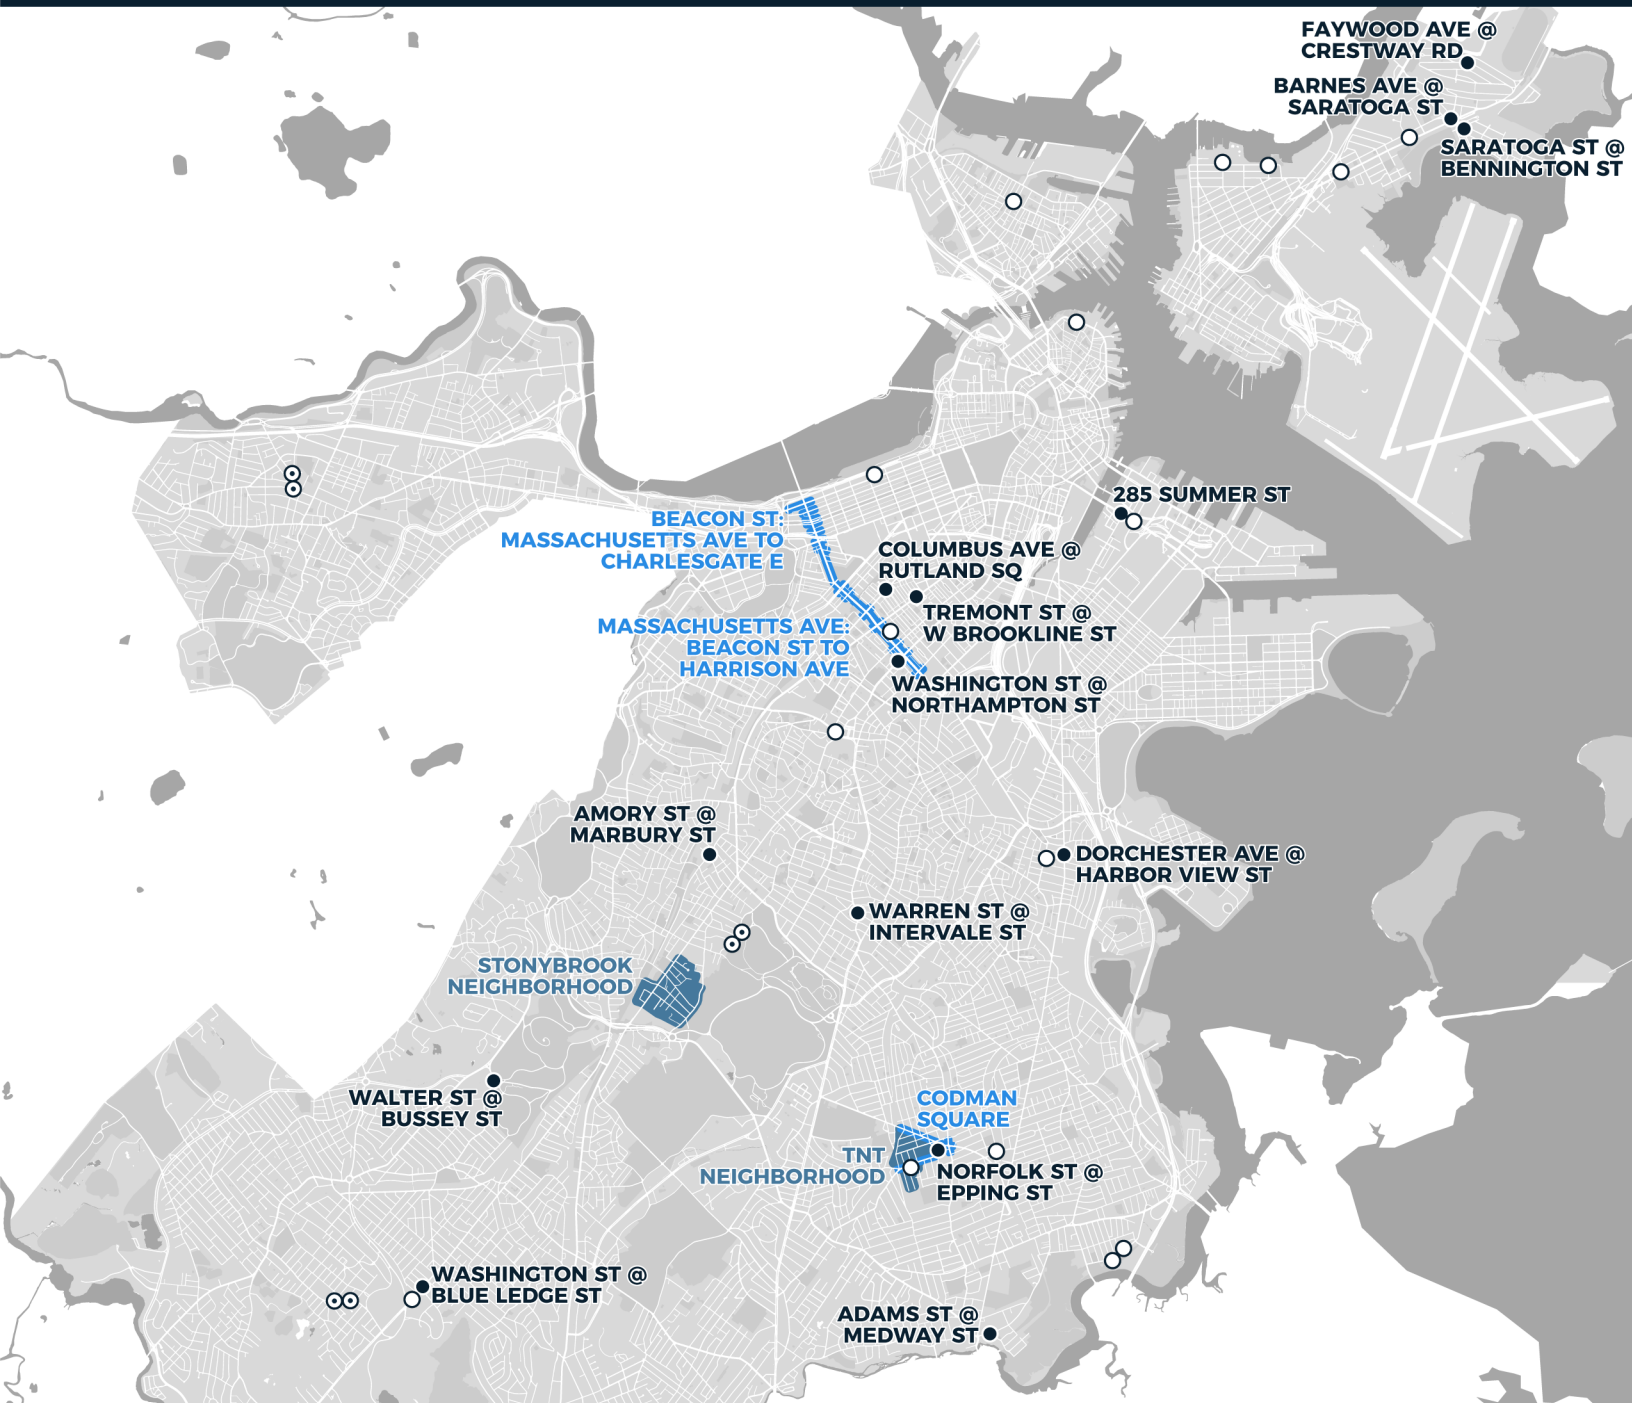 FAYWOOD AVE @
CRESTWAY RD
BARNES AVE @
SARATOGA ST
SARATOGA ST @
BENNINGTON ST
285 SUMMER ST
BEACON ST:
MASSACHUSETTS AVE TO
CHARLESGATE E
COLUMBUS AVE @
RUTLAND SQ
TREMONT ST @
W BROOKLINE ST
MASSACHUSETTS AVE:
BEACON ST TO
HARRISON AVE
WASHINGTON ST @
NORTHAMPTON ST
AMORY ST @
MARBURY ST
DORCHESTER AVE @
HARBOR VIEW ST
WARREN ST @
INTERVALE ST
STONYBROOK
NEIGHBORHOOD
WALTER ST @
BUSSEY ST
CODMAN
SQUARE
TNT
NEIGHBORHOOD
NORFOLK ST @
EPPING ST
WASHINGTON ST @
BLUE LEDGE ST
ADAMS ST @
MEDWAY ST